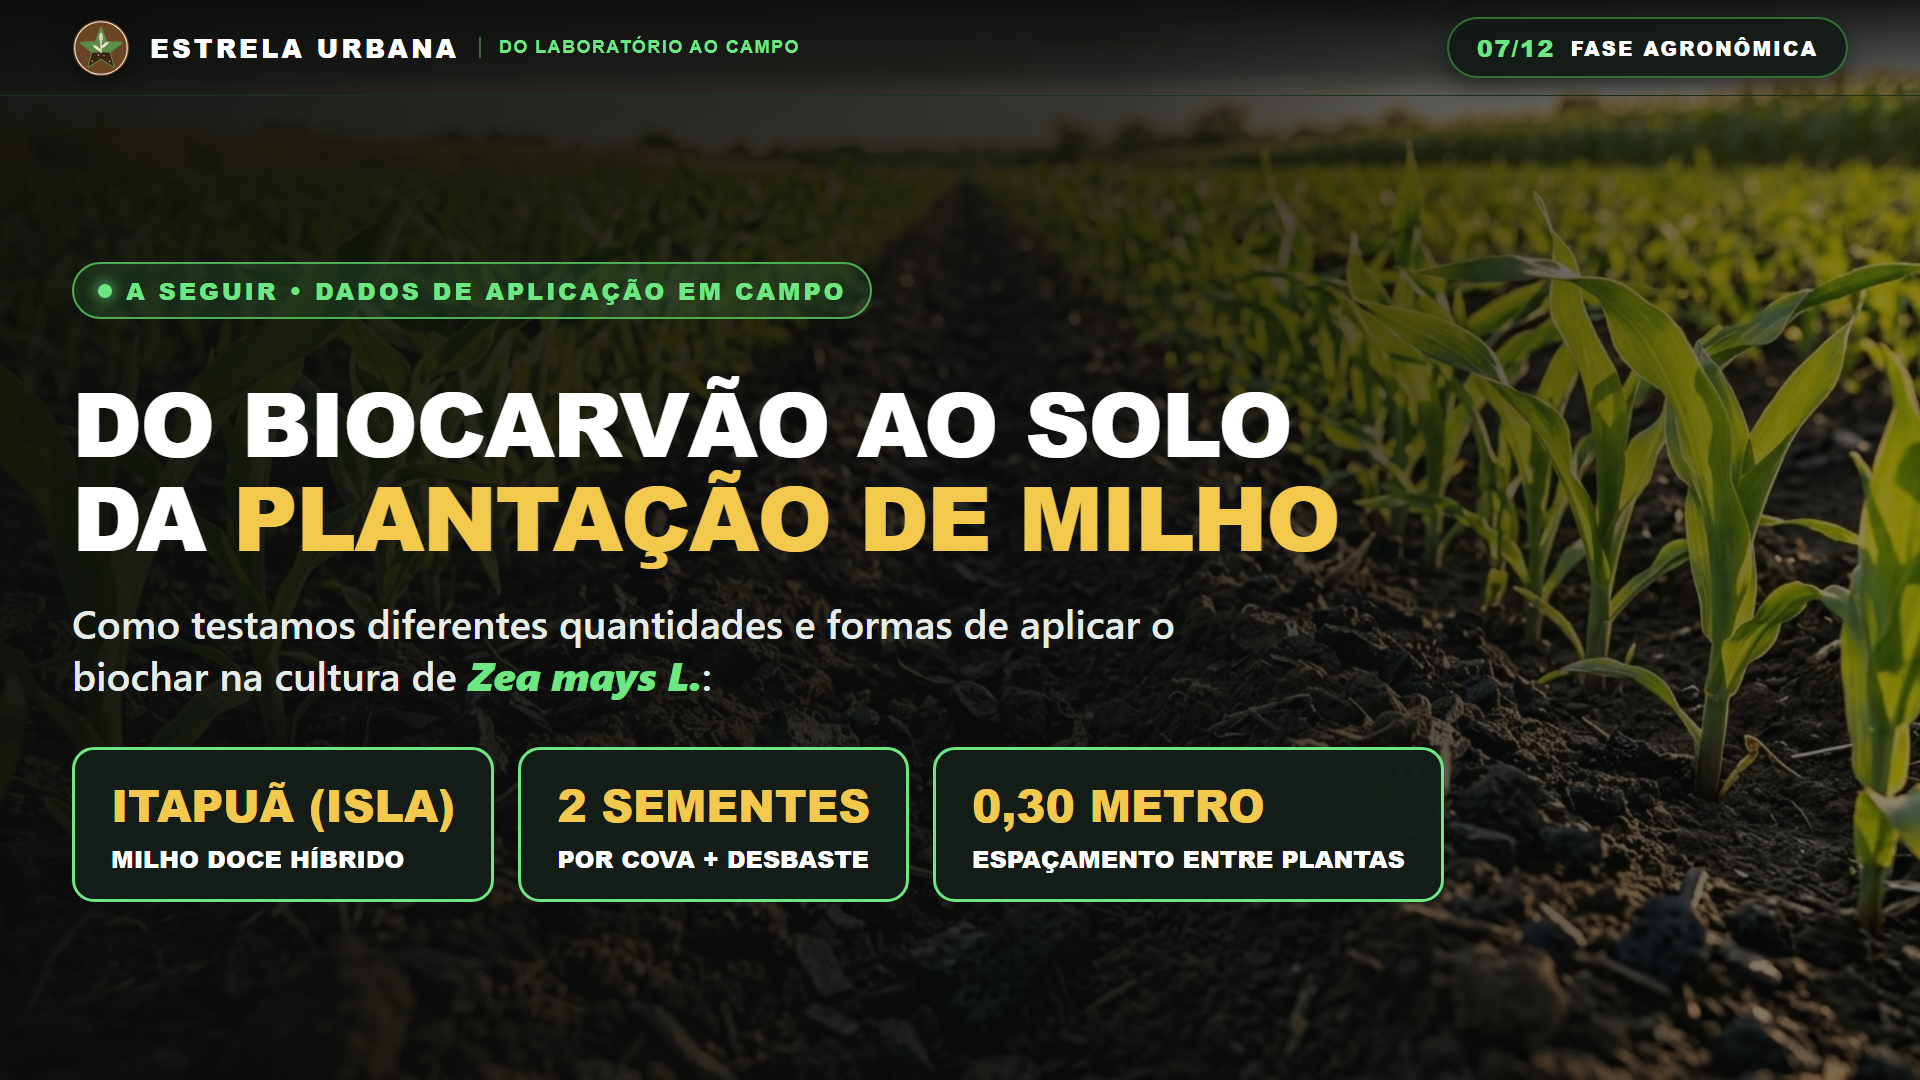 ESTRELA URBANA
DO LABORATÓRIO AO CAMPO
07/12 FASE AGRONÔMICA
A SEGUIR • DADOS DE APLICAÇÃO EM CAMPO
DO BIOCARVÃO AO SOLO
DA PLANTAÇÃO DE MILHO
Como testamos diferentes quantidades e formas de aplicar o
biochar na cultura de Zea mays L.:
ITAPUÃ (ISLA)
MILHO DOCE HÍBRIDO
2 SEMENTES
POR COVA + DESBASTE
0,30 METRO
ESPAÇAMENTO ENTRE PLANTAS